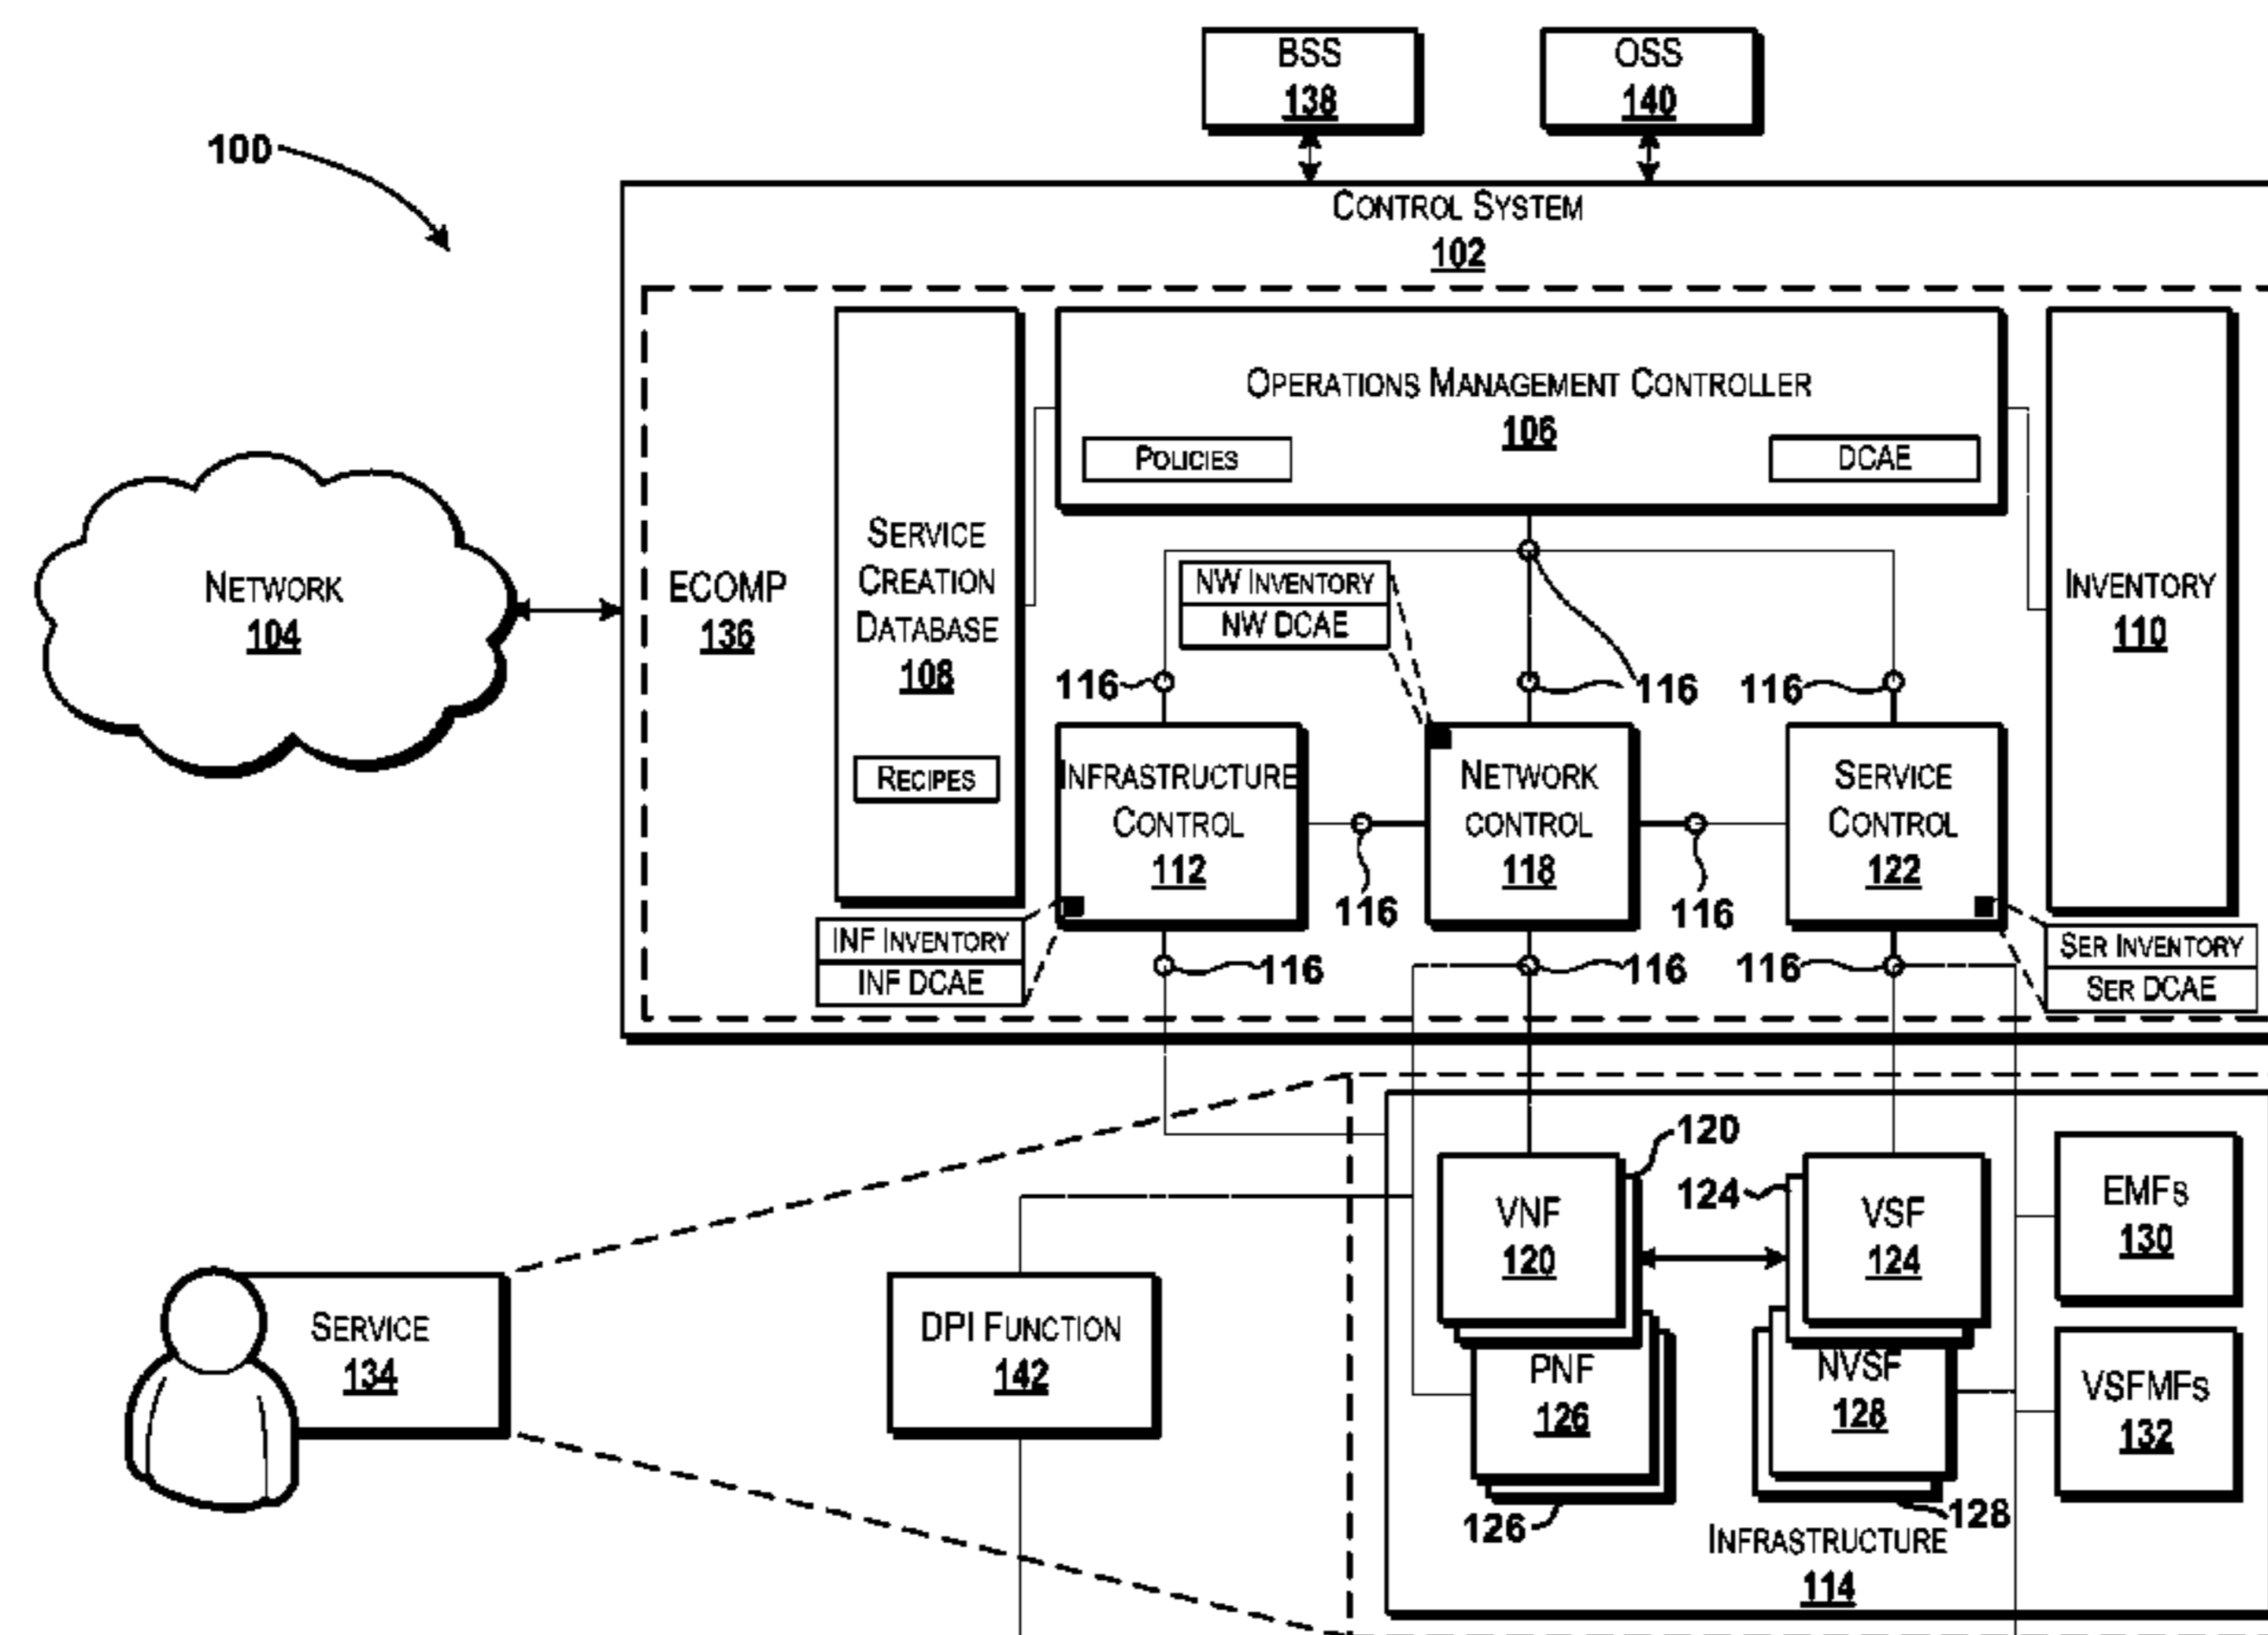 BSS
138
OSS
140
100
CONTROL SYSTEM
102
OPERATIONS MANAGEMENT CONTROLLER
106
POLICIES
DCAE
SERVICE
CREATION
DATABASE
108
RECIPES
NETWORK
104
ECOMP
136
NW INVENTORY
NW DCAE
INVENTORY
110
116
116
116
INFRASTRUCTURE
CONTROL
112
NETWORK
CONTROL
118
SERVICE
CONTROL
122
116
116
INF INVENTORY
INF DCAE
116
116
116
SER INVENTORY
SER DCAE
120
124
VNF
120
VSF
124
EMFS
130
SERVICE
134
DPI FUNCTION
142
PNF
126
NVSF
128
VSFMFS
132
126
128
INFRASTRUCTURE
114